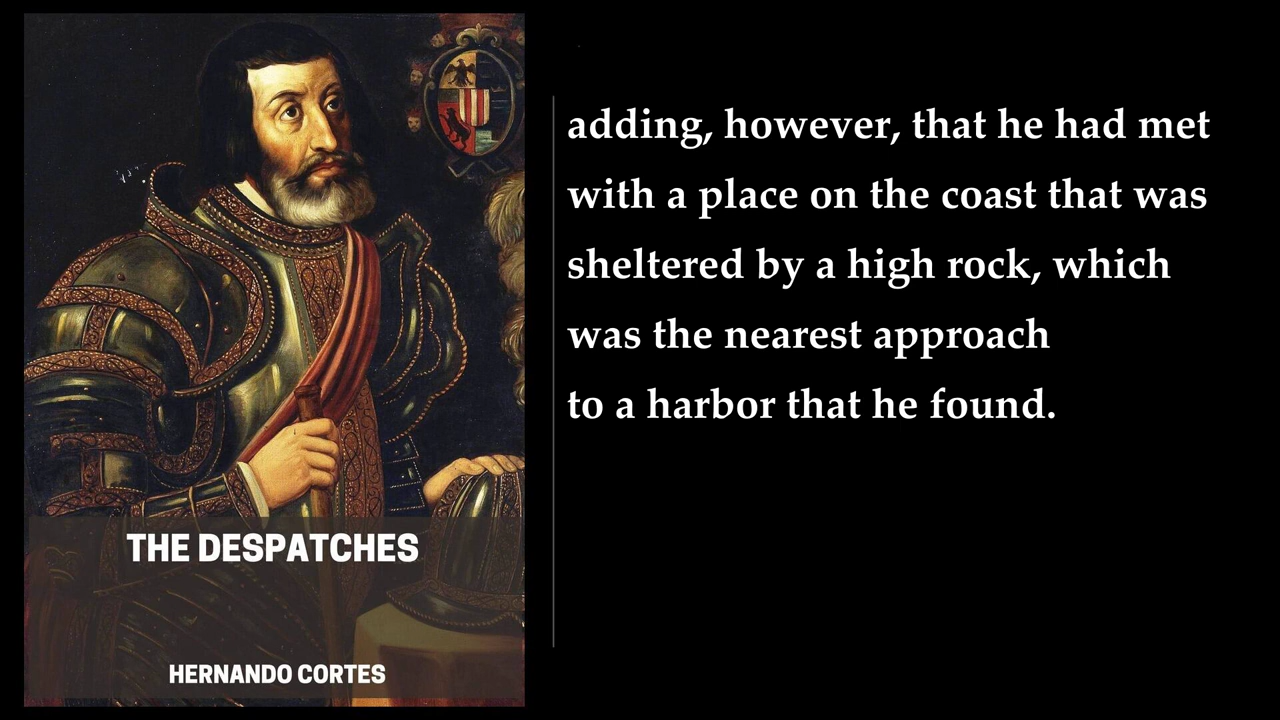 THE DESPATCHES
HERNANDO CORTES
adding, however, that he had met
with a place on the coast that was
sheltered by a high rock, which
was the nearest approach
to a harbor that he found.